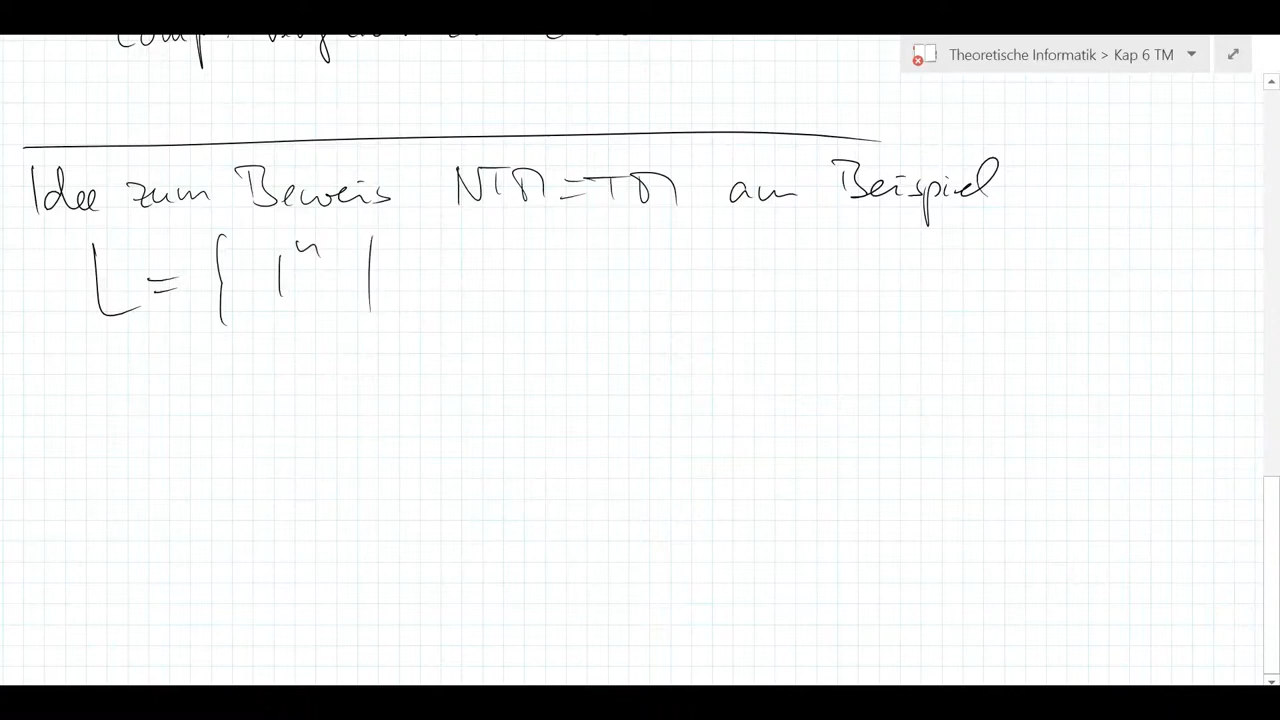 Theoretische Informatik > Kap 6 TM
Idee zum Beweis NTM=TM am Beispiel
L = { 1ⁿ |